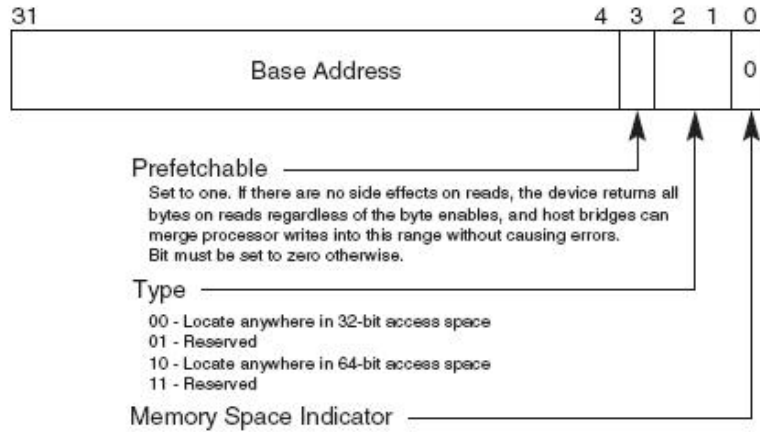 31 4 3 2 1 0
Base Address 0
Prefetchable
Set to one. If there are no side effects on reads, the device returns all
bytes on reads regardless of the byte enables, and host bridges can
merge processor writes into this range without causing errors.
Bit must be set to zero otherwise.
Type
00 - Locate anywhere in 32-bit access space
01 - Reserved
10 - Locate anywhere in 64-bit access space
11 - Reserved
Memory Space Indicator